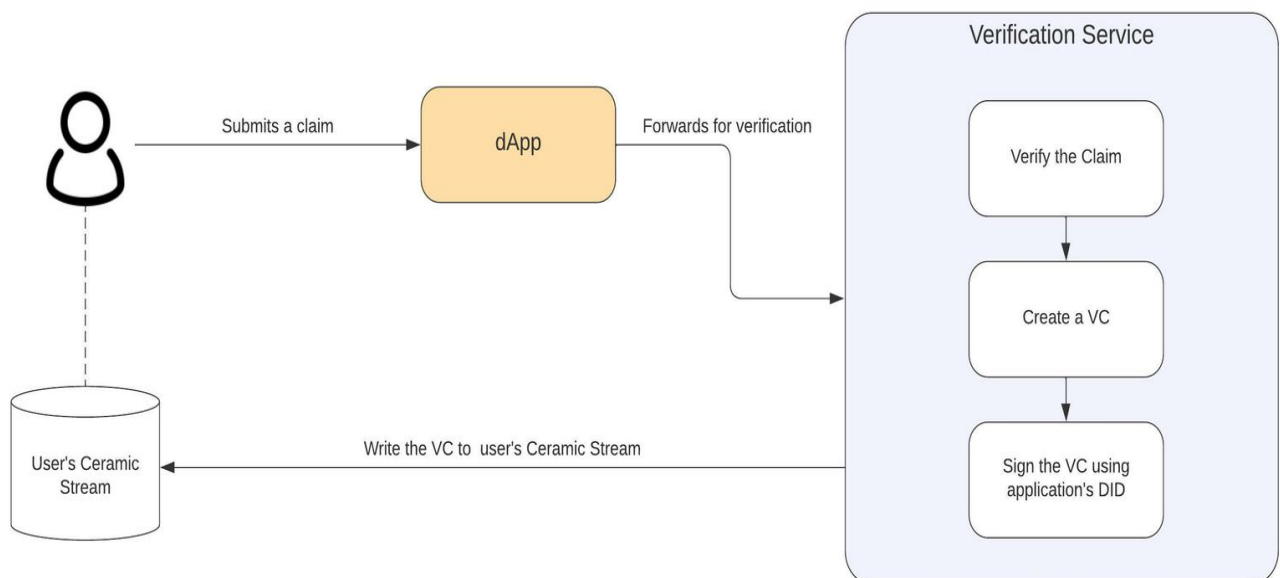 Verification Service
Submits a claim
dApp
Forwards for verification
Verify the Claim
Create a VC
Sign the VC using
application's DID
Write the VC to  user's Ceramic Stream
User's Ceramic
Stream